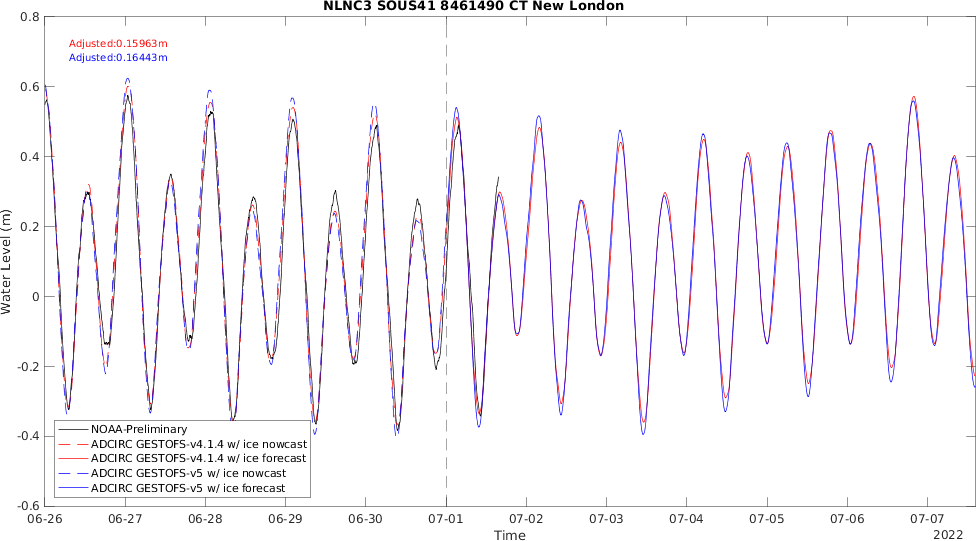 NLNC3 SOUS41 8461490 CT New London
0.8
Adjusted:0.15963m
Adjusted:0.16443m
0.6
0.4
0.2
0
-0.2
-0.4
-0.6
Water Level (m)
NOAA-Preliminary
ADCIRC GESTOFS-v4.1.4 w/ ice nowcast
ADCIRC GESTOFS-v4.1.4 w/ ice forecast
ADCIRC GESTOFS-v5 w/ ice nowcast
ADCIRC GESTOFS-v5 w/ ice forecast
06-26 06-27 06-28 06-29 06-30 07-01 07-02 07-03 07-04 07-05 07-06 07-07
Time
2022